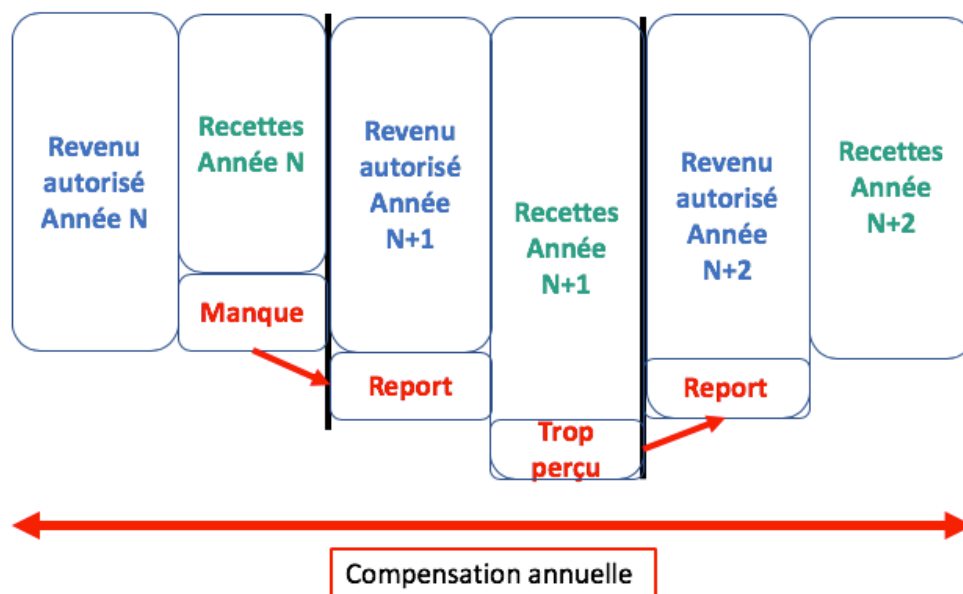 Revenu
autorisé
Année N
Recettes
Année N
Manque
Revenu
autorisé
Année
N+1
Report
Recettes
Année
N+1
Trop
perçu
Revenu
autorisé
Année
N+2
Report
Recettes
Année
N+2
Compensation annuelle